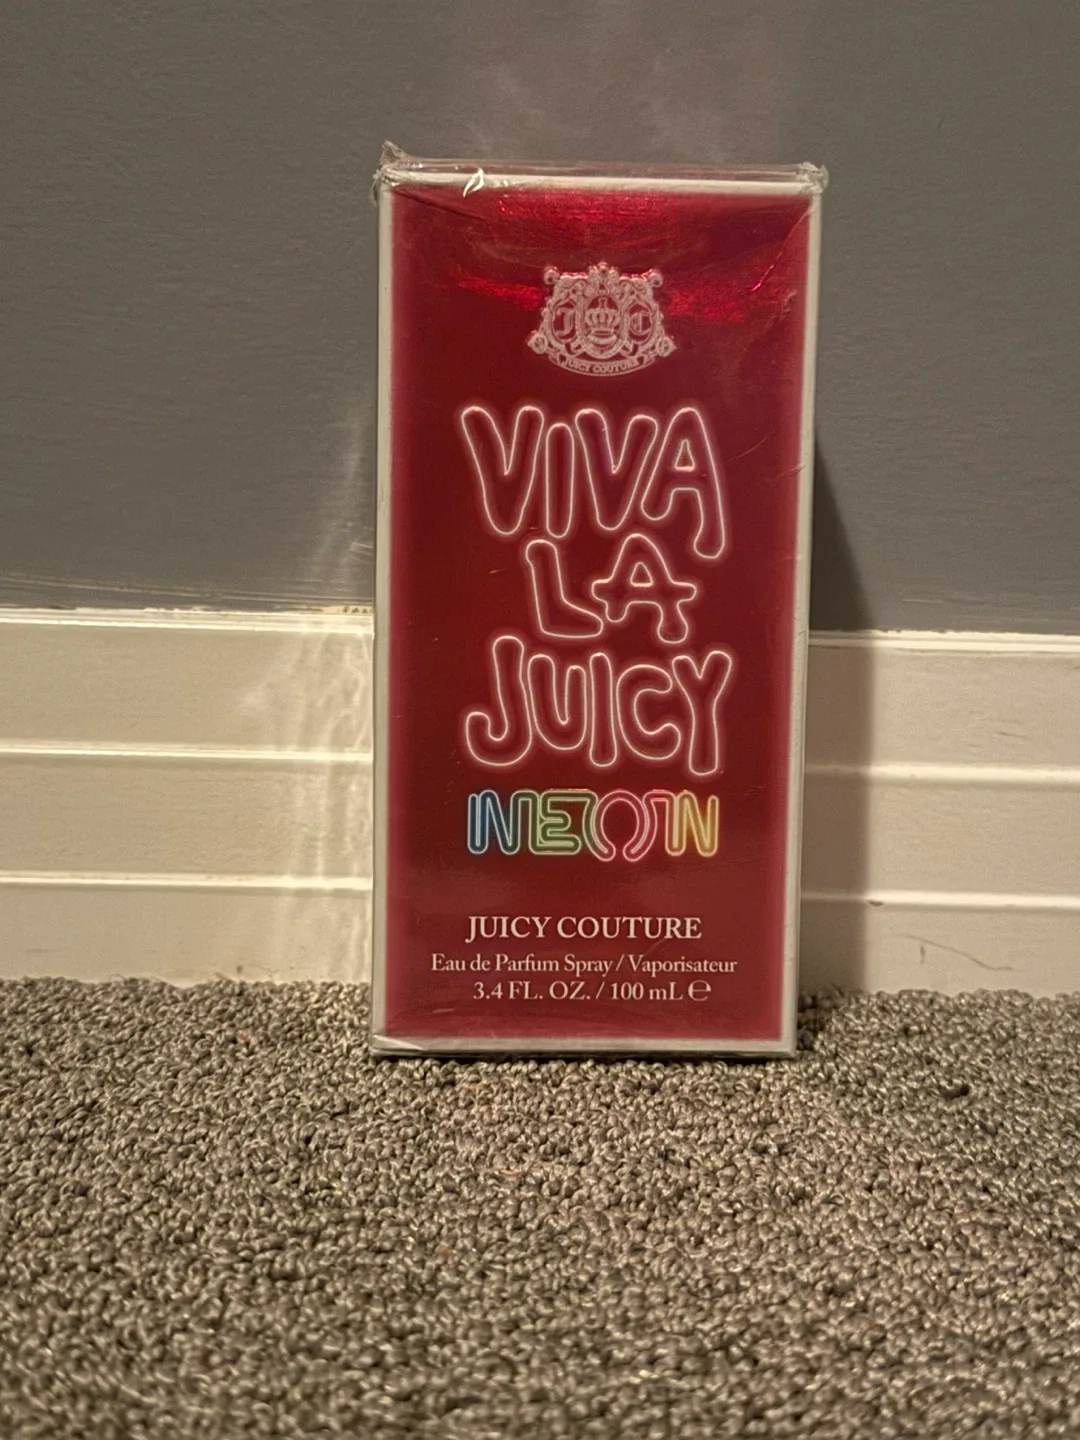 J C
JUICY COUTURE
VIVA
LA
JUICY
NEON
JUICY COUTURE
Eau de Parfum Spray / Vaporisateur
3.4 FL. OZ. / 100 mL ℮